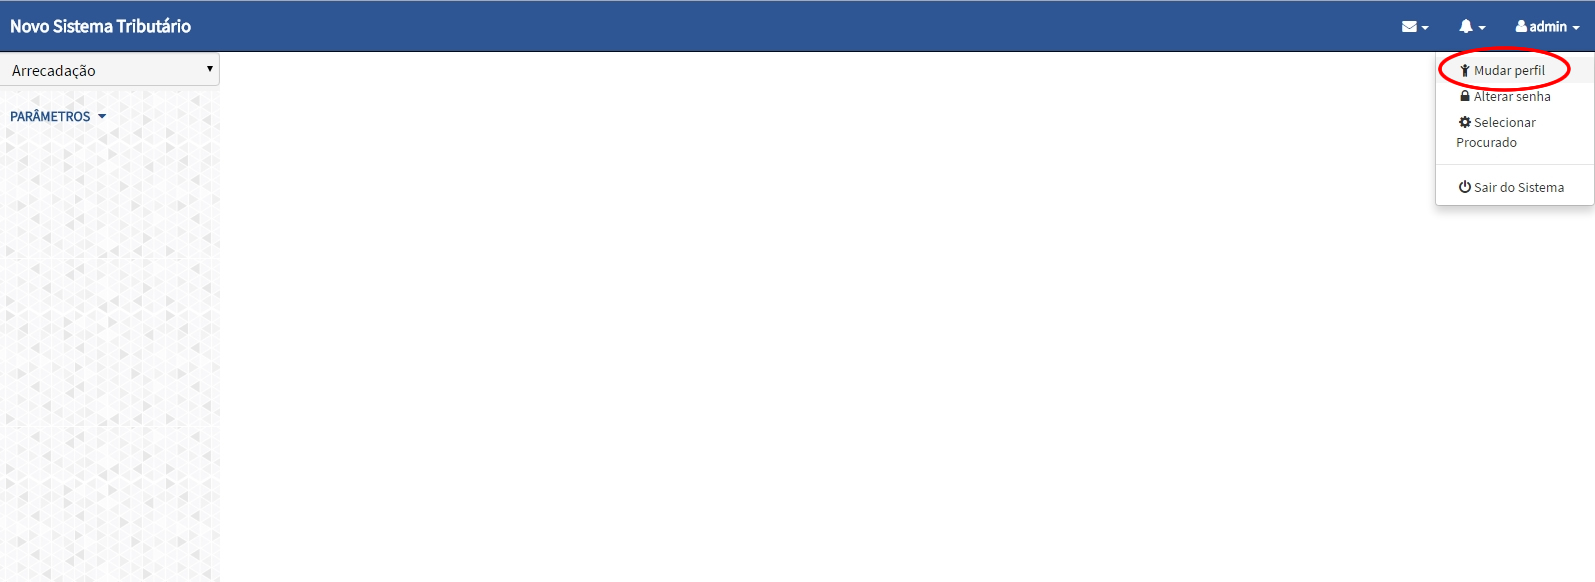 Novo Sistema Tributário
admin
Arrecadação
PARÂMETROS
Mudar perfil
Alterar senha
Selecionar
Procurado
Sair do Sistema